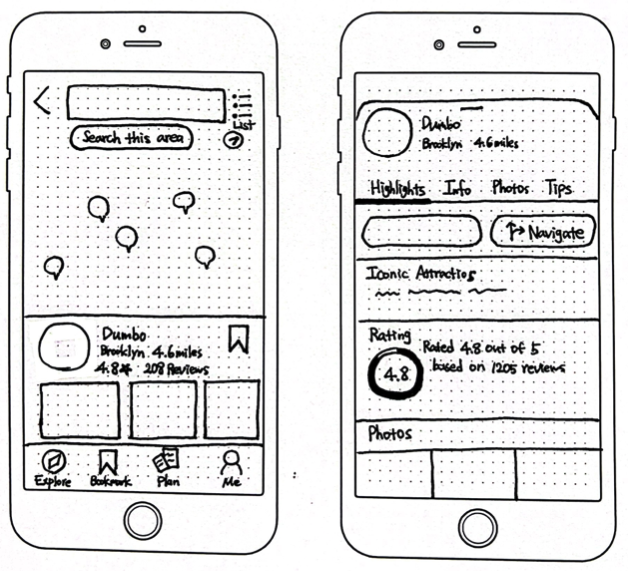 List
Search this area
Dumbo
Brooklyn 4.6miles
4.8★ 208 Reviews
Explore
Bookmark
Plan
Me
Dumbo
Brooklyn 4.6miles
Highlights Info Photos Tips
Navigate
Iconic Attractios
Rating
4.8
Rated 4.8 out of 5
based on 1205 reviews
Photos